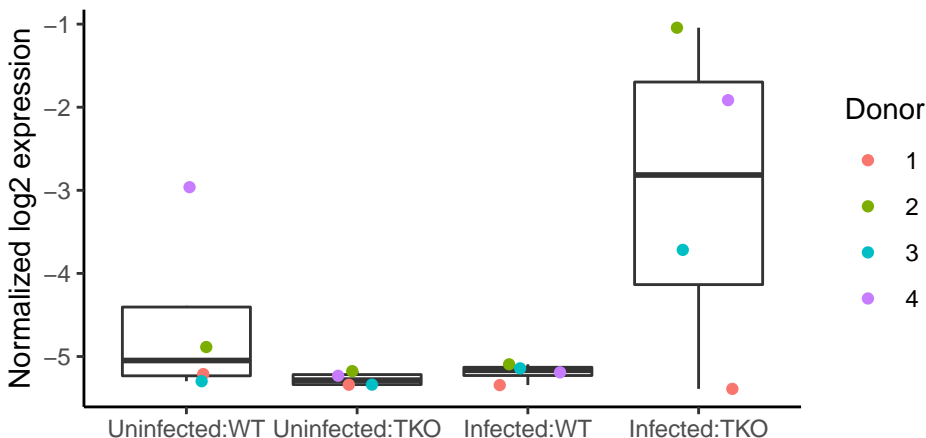 Normalized log2 expression
−1
−2
−3
−4
−5
Uninfected:WT
Uninfected:TKO
Infected:WT
Infected:TKO
Donor
1
2
3
4